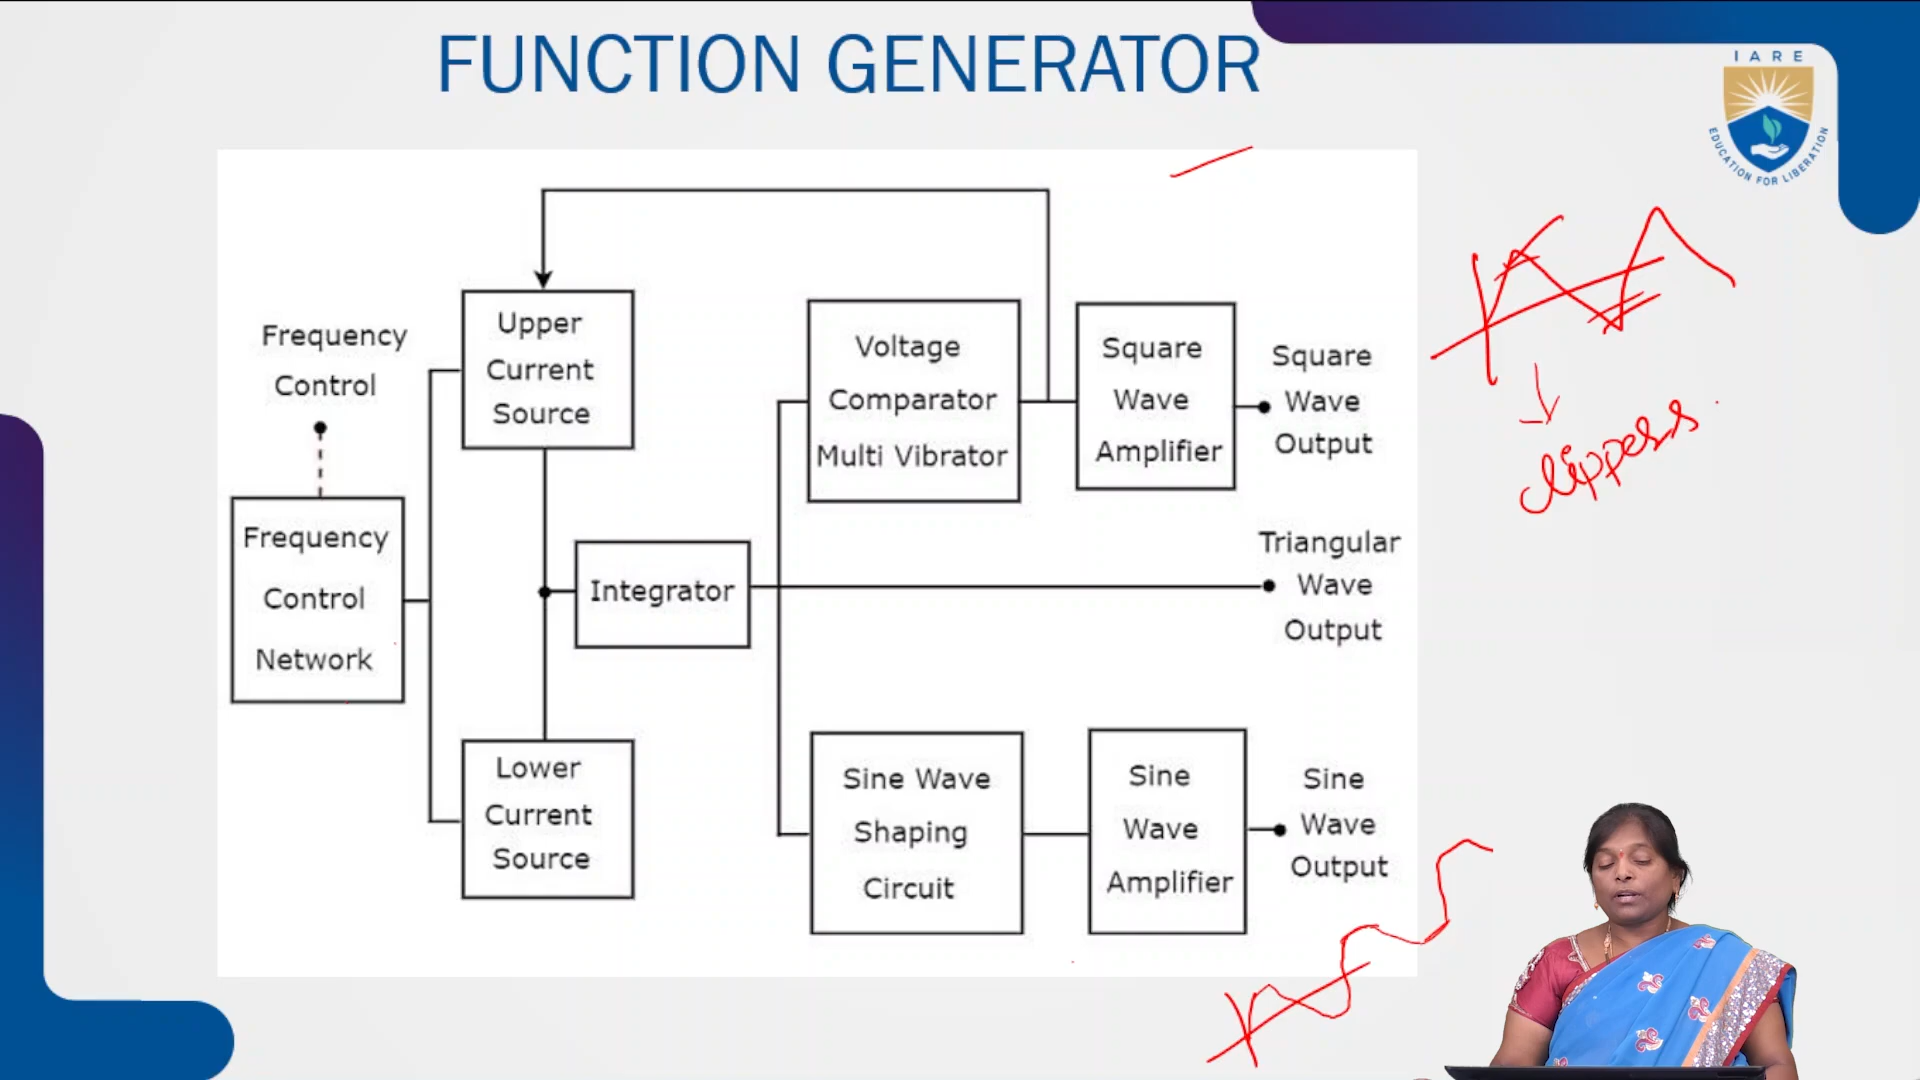 FUNCTION GENERATOR
IARE
EDUCATION FOR LIBERATION
Frequency
Control
Frequency
Control
Network
Upper
Current
Source
Lower
Current
Source
Integrator
Voltage
Comparator
Multi Vibrator
Square
Wave
Amplifier
Square
Wave
Output
Triangular
Wave
Output
Sine Wave
Shaping
Circuit
Sine
Wave
Amplifier
Sine
Wave
Output
clippers.